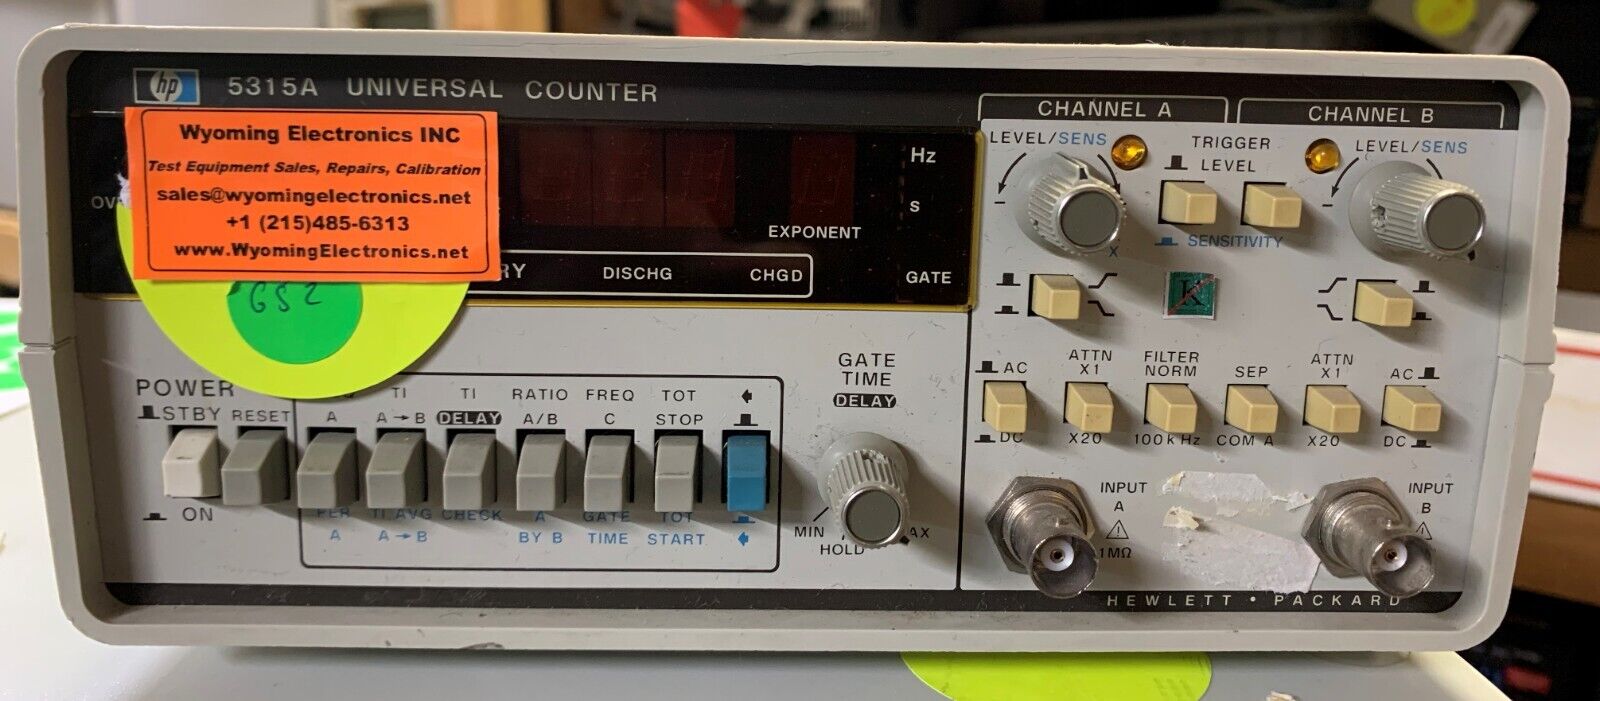 hp 5315A UNIVERSAL COUNTER
Wyoming Electronics INC
Test Equipment Sales, Repairs, Calibration
sales@wyomingelectronics.net
+1 (215)485-6313
www.WyomingElectronics.net
Hz
S
EXPONENT
DISCHG CHGD
GATE
CHANNEL A
CHANNEL B
LEVEL/SENS
TRIGGER
LEVEL
LEVEL/SENS
SENSITIVITY
K
POWER
STBY RESET
ON
A
TI
A→B
TI
DELAY
RATIO
A/B
FREQ
C
TOT
STOP
PER
A
TI AVG
A→B
CHECK
A
BY B
GATE
TIME
TOT
START
GATE
TIME
DELAY
MIN
HOLD
AC
DC
ATTN
X1
X20
FILTER
NORM
100kHz
SEP
COM A
ATTN
X1
X20
AC
DC
INPUT
A
1MΩ
INPUT
B
HEWLETT • PACKARD